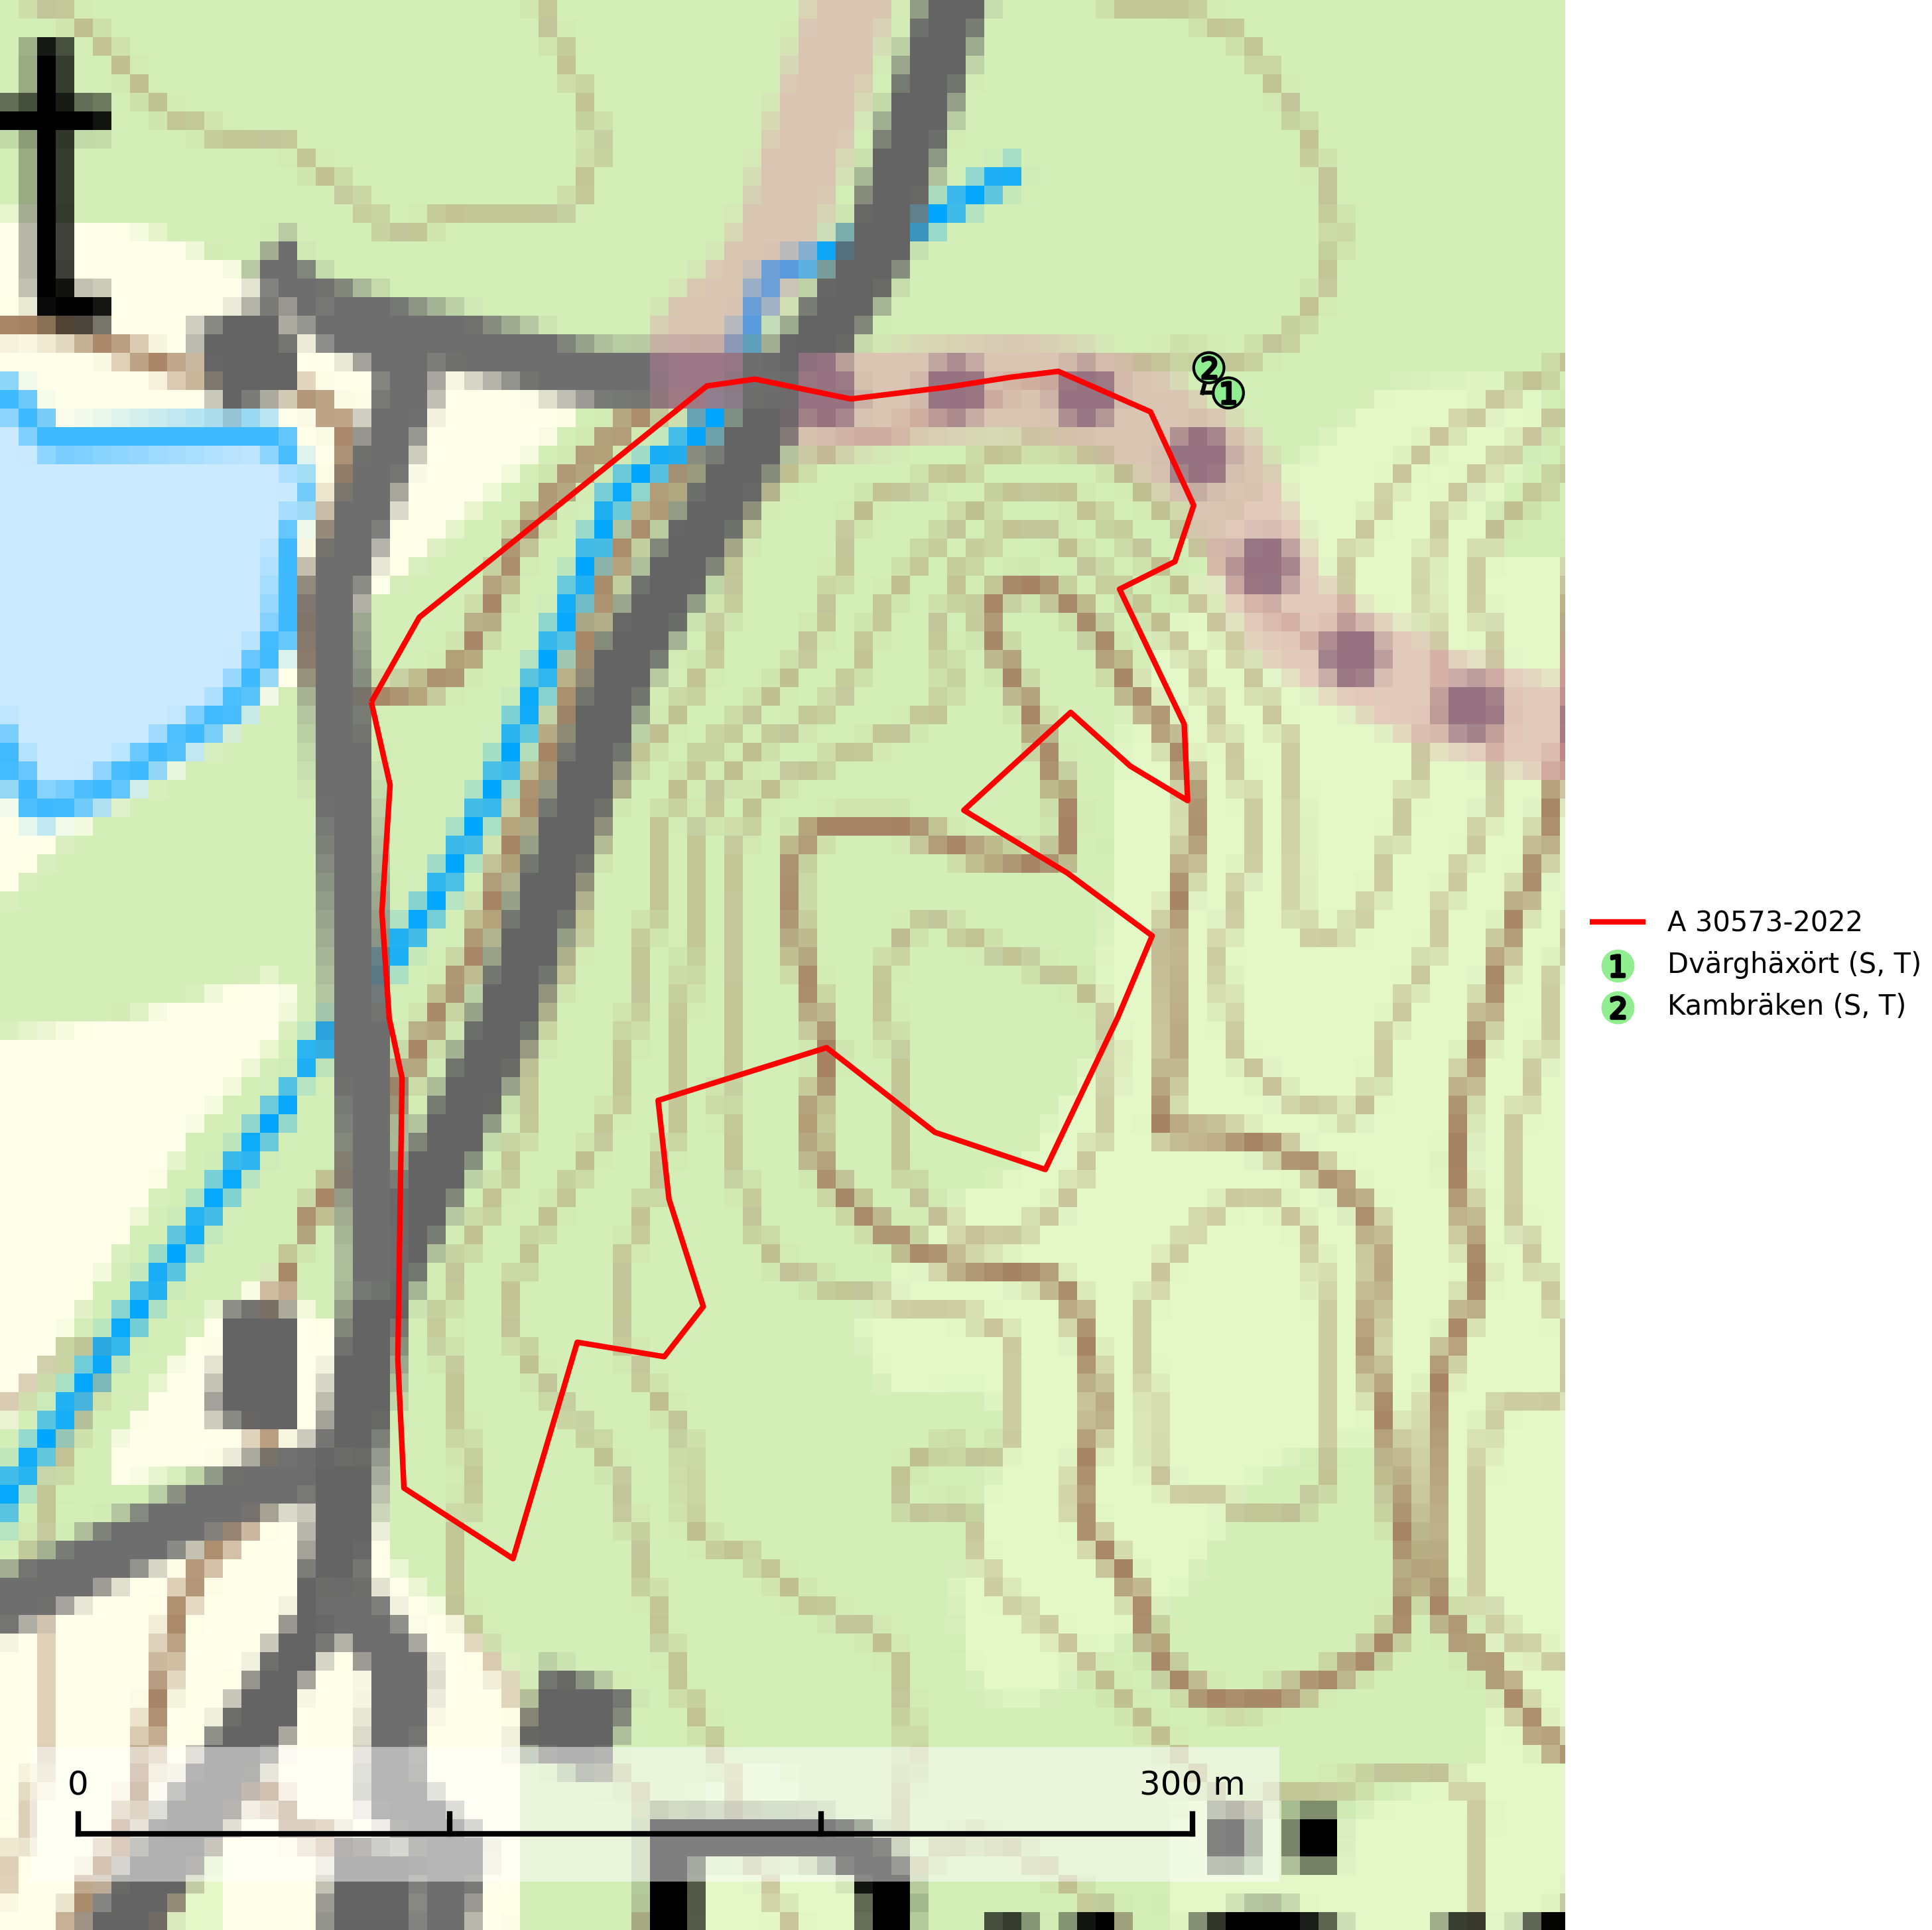 2
1
A 30573-2022
1 Dvärghäxört (S, T)
2 Kambräken (S, T)
0 300 m